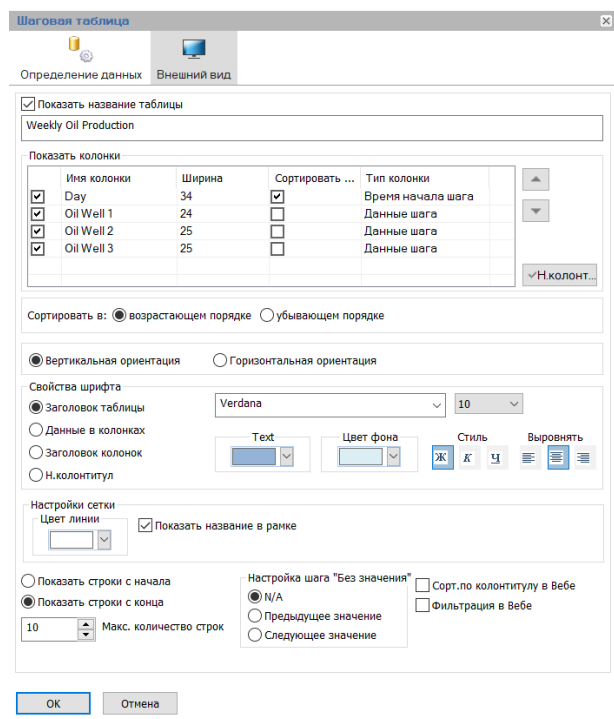 Шаговая таблица
Определение данных Внешний вид
Показать название таблицы
Weekly Oil Production
Показать колонки
Имя колонки Ширина Сортировать ... Тип колонки
Day 34 Время начала шага
Oil Well 1 24 Данные шага
Oil Well 2 25 Данные шага
Oil Well 3 25 Данные шага
Н.колонт...
Сортировать в: возрастающем порядке убывающем порядке
Вертикальная ориентация Горизонтальная ориентация
Свойства шрифта
Заголовок таблицы Verdana 10
Данные в колонках
Text Цвет фона Стиль Выровнять
Заголовок колонок Ж К Ч
Н.колонтитул
Настройки сетки
Цвет линии
Показать название в рамке
Показать строки с начала
Показать строки с конца
10 Макс. количество строк
Настройка шага "Без значения"
N/A
Предыдущее значение
Следующее значение
Сорт.по колонтитулу в Вебе
Фильтрация в Вебе
OK Отмена